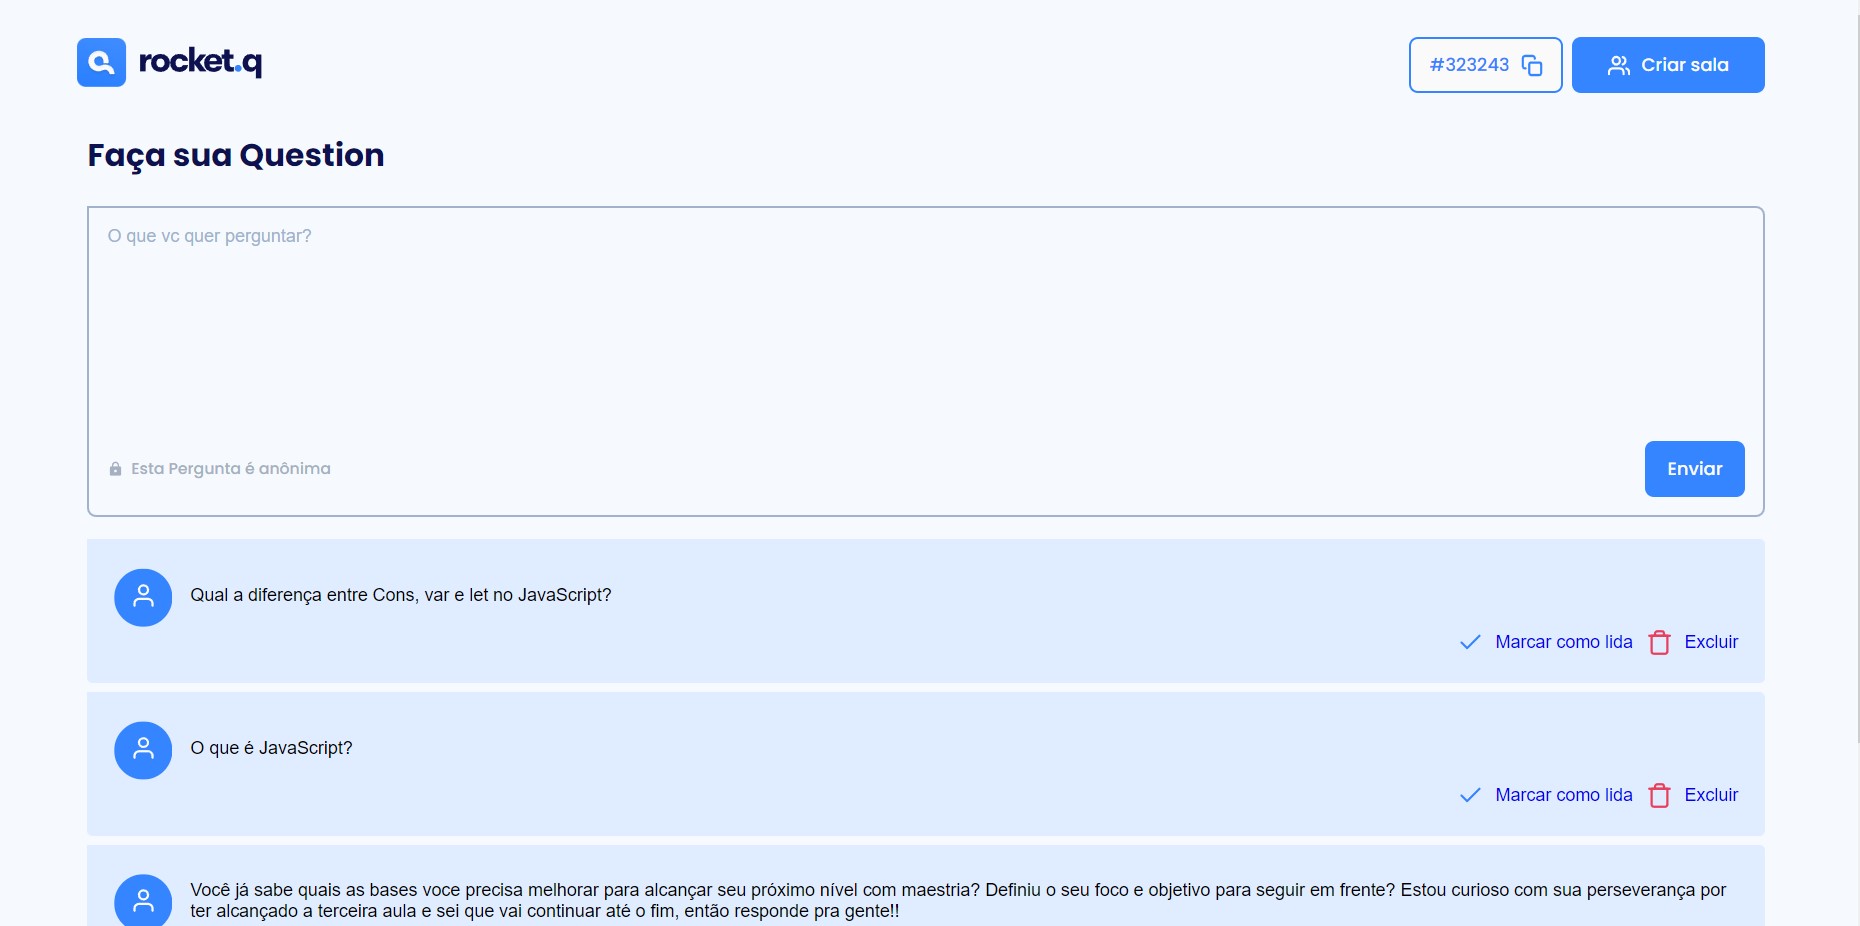 rocket.q
#323243
Criar sala
Faça sua Question
O que vc quer perguntar?
Esta Pergunta é anônima
Enviar
Qual a diferença entre Cons, var e let no JavaScript?
Marcar como lida
Excluir
O que é JavaScript?
Marcar como lida
Excluir
Você já sabe quais as bases voce precisa melhorar para alcançar seu próximo nível com maestria? Definiu o seu foco e objetivo para seguir em frente? Estou curioso com sua perseverança por
ter alcançado a terceira aula e sei que vai continuar até o fim, então responde pra gente!!